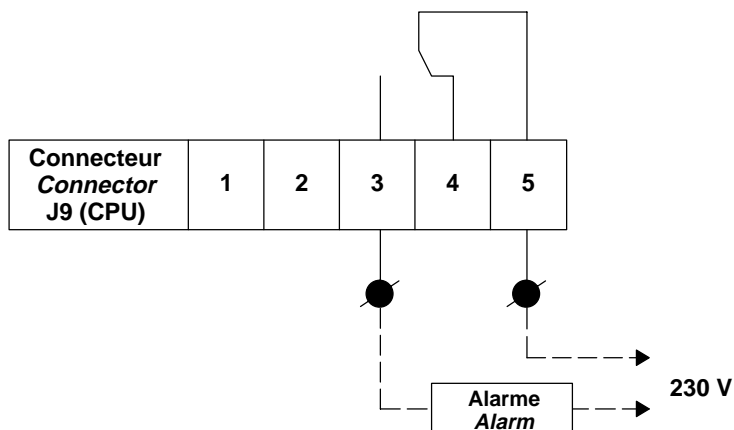 Connecteur
Connector
J9 (CPU)
1
2
3
4
5
230 V
Alarme
Alarm